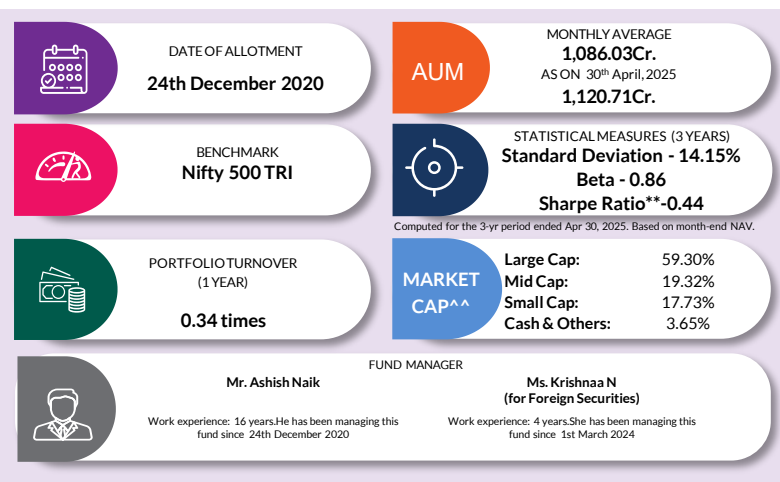 DATE OF ALLOTMENT
24th December 2020
AUM
MONTHLY AVERAGE
1,086.03Cr.
AS ON 30th April,2025
1,120.71Cr.
BENCHMARK
Nifty 500 TRI
STATISTICAL MEASURES (3 YEARS)
Standard Deviation - 14.15%
Beta - 0.86
Sharpe Ratio**-0.44
Computed for the 3-yr period ended Apr 30, 2025. Based on month-end NAV.
PORTFOLIO TURNOVER
(1 YEAR)
0.34 times
MARKET
CAP^^
Large Cap: 59.30%
Mid Cap: 19.32%
Small Cap: 17.73%
Cash & Others: 3.65%
FUND MANAGER
Mr. Ashish Naik
Work experience: 16 years.He has been managing this
fund since 24th December 2020
Ms. Krishnaa N
(for Foreign Securities)
Work experience: 4 years.She has been managing this
fund since 1st March 2024